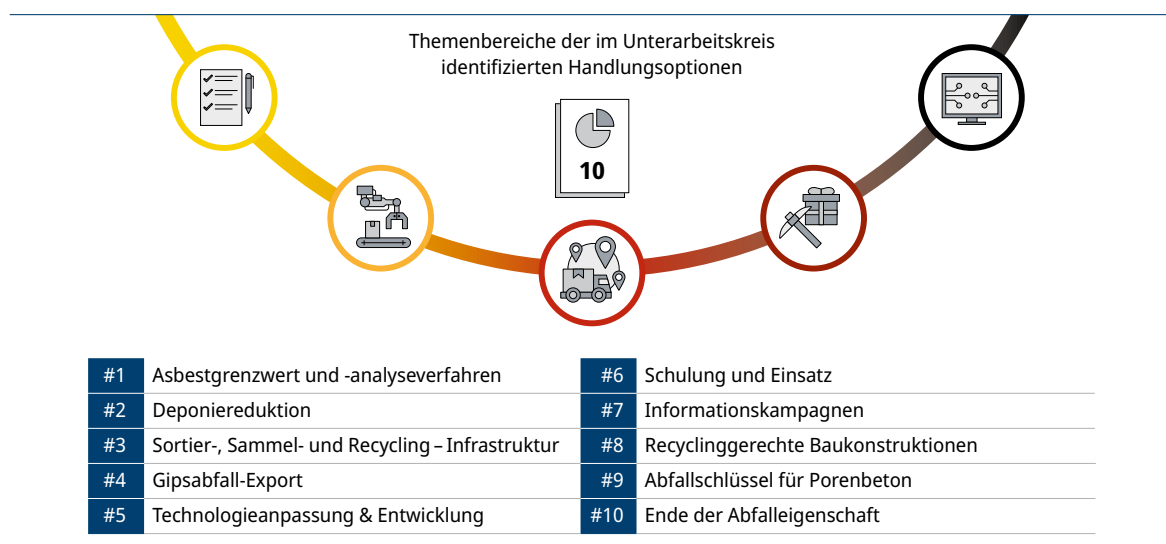 Themenbereiche der im Unterarbeitskreis
identifizierten Handlungsoptionen
10
#1 Asbestgrenzwert und -analyseverfahren
#2 Deponiereduktion
#3 Sortier-, Sammel- und Recycling – Infrastruktur
#4 Gipsabfall-Export
#5 Technologieanpassung & Entwicklung
#6 Schulung und Einsatz
#7 Informationskampagnen
#8 Recyclinggerechte Baukonstruktionen
#9 Abfallschlüssel für Porenbeton
#10 Ende der Abfalleigenschaft